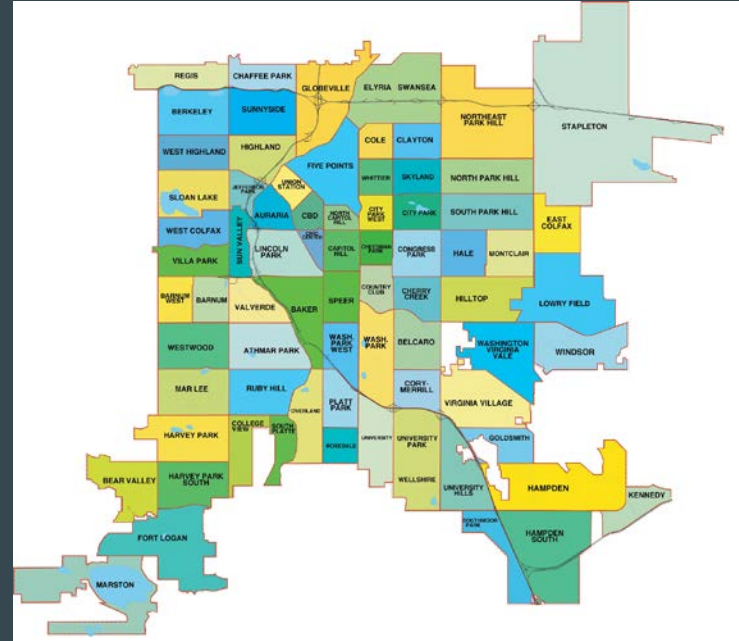 REGIS
CHAFFEE PARK
GLOBEVILLE
ELYRIA SWANSEA
BERKELEY
SUNNYSIDE
NORTHEAST
PARK HILL
STAPLETON
WEST HIGHLAND
HIGHLAND
FIVE POINTS
COLE
CLAYTON
SLOAN LAKE
JEFFERSON
PARK
UNION
STATION
WHITTIER
SKYLAND
NORTH PARK HILL
WEST COLFAX
SUN VALLEY
AURARIA
CBD
NORTH
CAPITOL
HILL
CITY
PARK
WEST
CITY PARK
SOUTH PARK HILL
EAST
COLFAX
VILLA PARK
LINCOLN
PARK
CIVIC
CENTER
CAPITOL
HILL
CHEESMAN
PARK
CONGRESS
PARK
HALE
MONTCLAIR
BARNUM
WEST
BARNUM
VALVERDE
BAKER
SPEER
COUNTRY
CLUB
CHERRY
CREEK
HILLTOP
LOWRY FIELD
WESTWOOD
ATHMAR PARK
WASH.
PARK
WEST
WASH.
PARK
BELCARO
WASHINGTON
VIRGINIA
VALE
WINDSOR
MAR LEE
RUBY HILL
OVERLAND
PLATT
PARK
CORY-
MERRILL
VIRGINIA VILLAGE
HARVEY PARK
COLLEGE
VIEW
SOUTH
PLATTE
ROSEDALE
UNIVERSITY
UNIVERSITY
PARK
GOLDSMITH
BEAR VALLEY
HARVEY PARK
SOUTH
WELLSHIRE
UNIVERSITY
HILLS
HAMPDEN
KENNEDY
FORT LOGAN
SOUTHMOOR
PARK
HAMPDEN
SOUTH
MARSTON